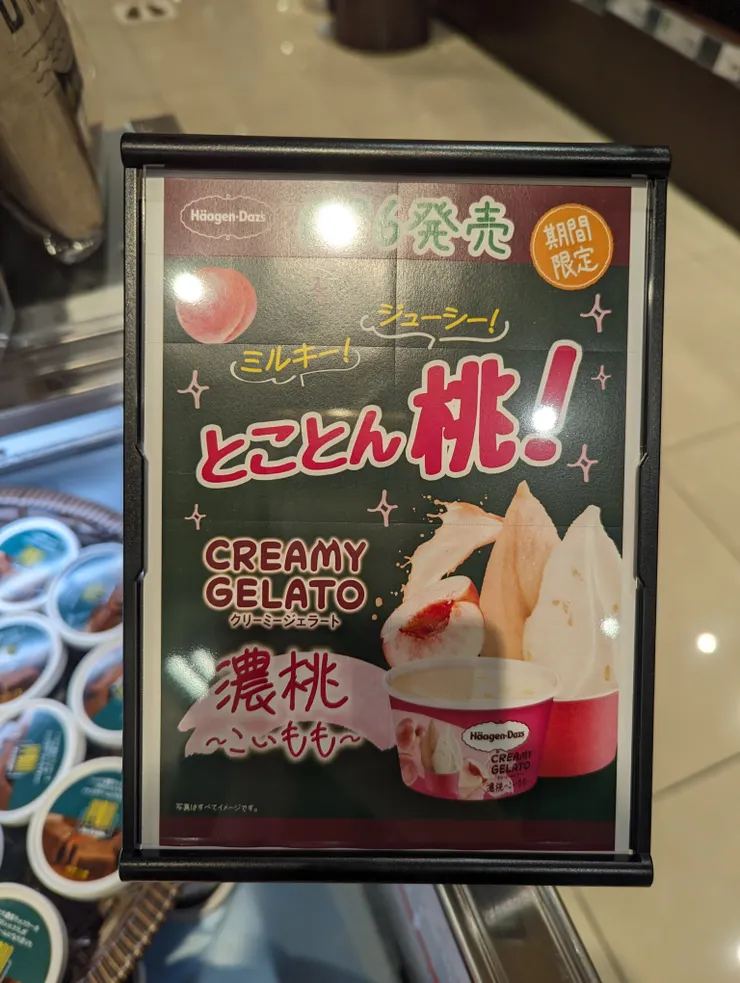 Häagen-Dazs
発売
期間
限定
ジューシー!
ミルキー!
とことん桃!
CREAMY
GELATO
クリーミージェラート
濃桃
～こいもも～
Häagen-Dazs
CREAMY
GELATO
写真はすべてイメージです。